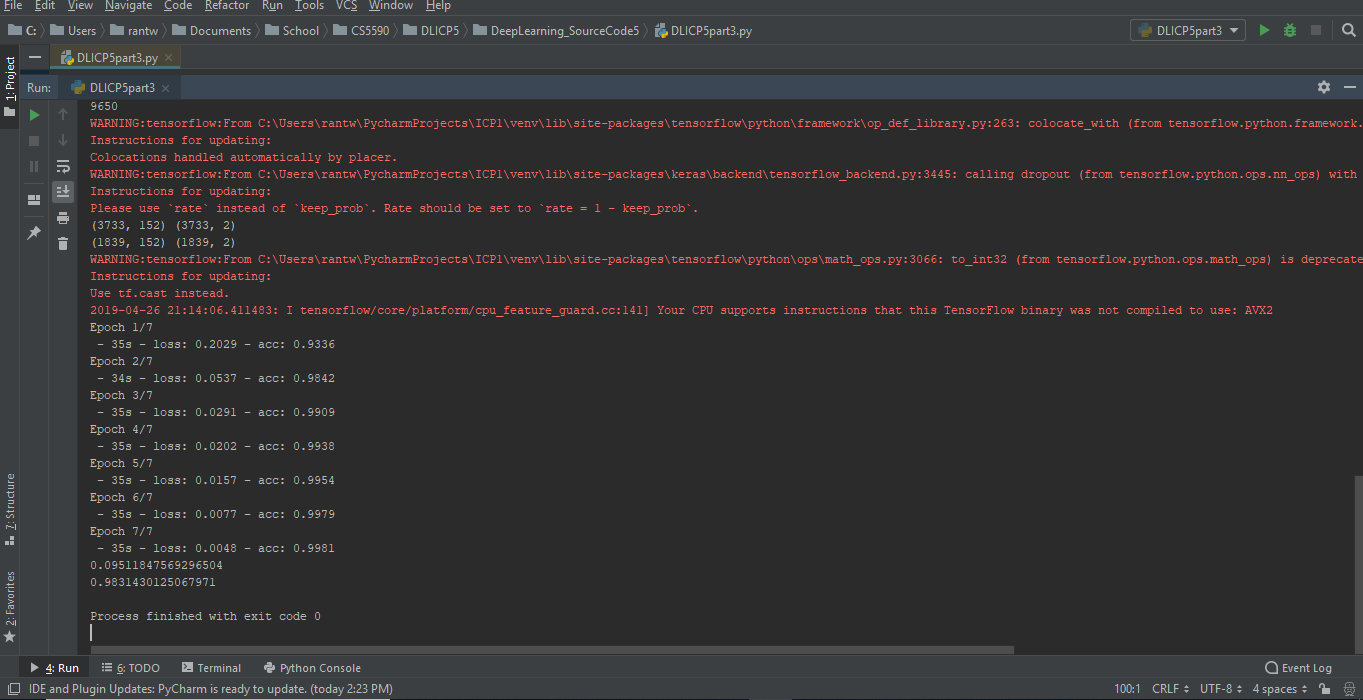 File Edit View Navigate Code Refactor Run Tools VCS Window Help
C: Users rantw Documents School CS5590 DLICP5 DeepLearning_SourceCode5 DLICP5part3.py DLICP5part3
1: Project
DLICP5part3.py
Run: DLICP5part3
9650
WARNING:tensorflow:From C:\Users\rantw\PycharmProjects\ICP1\venv\lib\site-packages\tensorflow\python\framework\op_def_library.py:263: colocate_with (from tensorflow.python.framework.
Instructions for updating:
Colocations handled automatically by placer.
WARNING:tensorflow:From C:\Users\rantw\PycharmProjects\ICP1\venv\lib\site-packages\keras\backend\tensorflow_backend.py:3445: calling dropout (from tensorflow.python.ops.nn_ops) with
Instructions for updating:
Please use `rate` instead of `keep_prob`. Rate should be set to `rate = 1 - keep_prob`.
(3733, 152) (3733, 2)
(1839, 152) (1839, 2)
WARNING:tensorflow:From C:\Users\rantw\PycharmProjects\ICP1\venv\lib\site-packages\tensorflow\python\ops\math_ops.py:3066: to_int32 (from tensorflow.python.ops.math_ops) is deprecate
Instructions for updating:
Use tf.cast instead.
2019-04-26 21:14:06.411483: I tensorflow/core/platform/cpu_feature_guard.cc:141] Your CPU supports instructions that this TensorFlow binary was not compiled to use: AVX2
Epoch 1/7
 - 35s - loss: 0.2029 - acc: 0.9336
Epoch 2/7
 - 34s - loss: 0.0537 - acc: 0.9842
Epoch 3/7
 - 35s - loss: 0.0291 - acc: 0.9909
Epoch 4/7
 - 35s - loss: 0.0202 - acc: 0.9938
Epoch 5/7
 - 35s - loss: 0.0157 - acc: 0.9954
Epoch 6/7
 - 35s - loss: 0.0077 - acc: 0.9979
Epoch 7/7
 - 35s - loss: 0.0048 - acc: 0.9981
0.09511847569296504
0.9831430125067971
Process finished with exit code 0
7: Structure
2: Favorites
4: Run 6: TODO Terminal Python Console Event Log
IDE and Plugin Updates: PyCharm is ready to update. (today 2:23 PM) 100:1 CRLF UTF-8 4 spaces